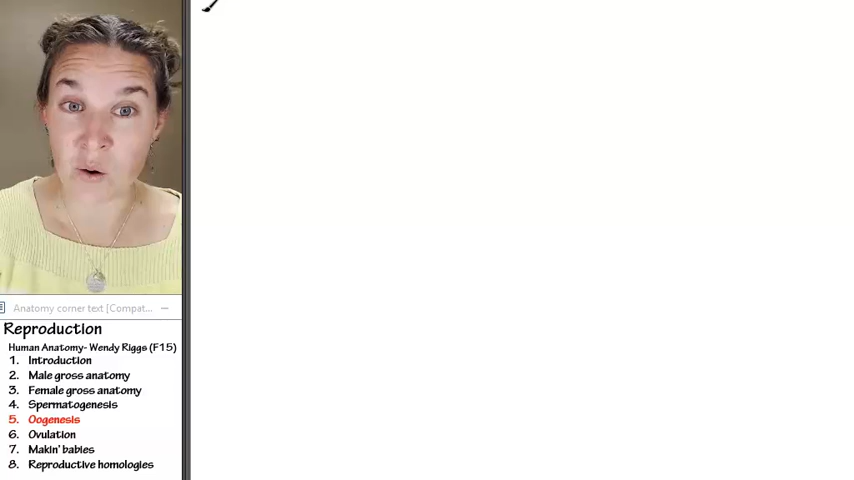 Anatomy corner text [Compat...
Reproduction
Human Anatomy- Wendy Riggs (F15)
1. Introduction
2. Male gross anatomy
3. Female gross anatomy
4. Spermatogenesis
5. Oogenesis
6. Ovulation
7. Makin' babies
8. Reproductive homologies